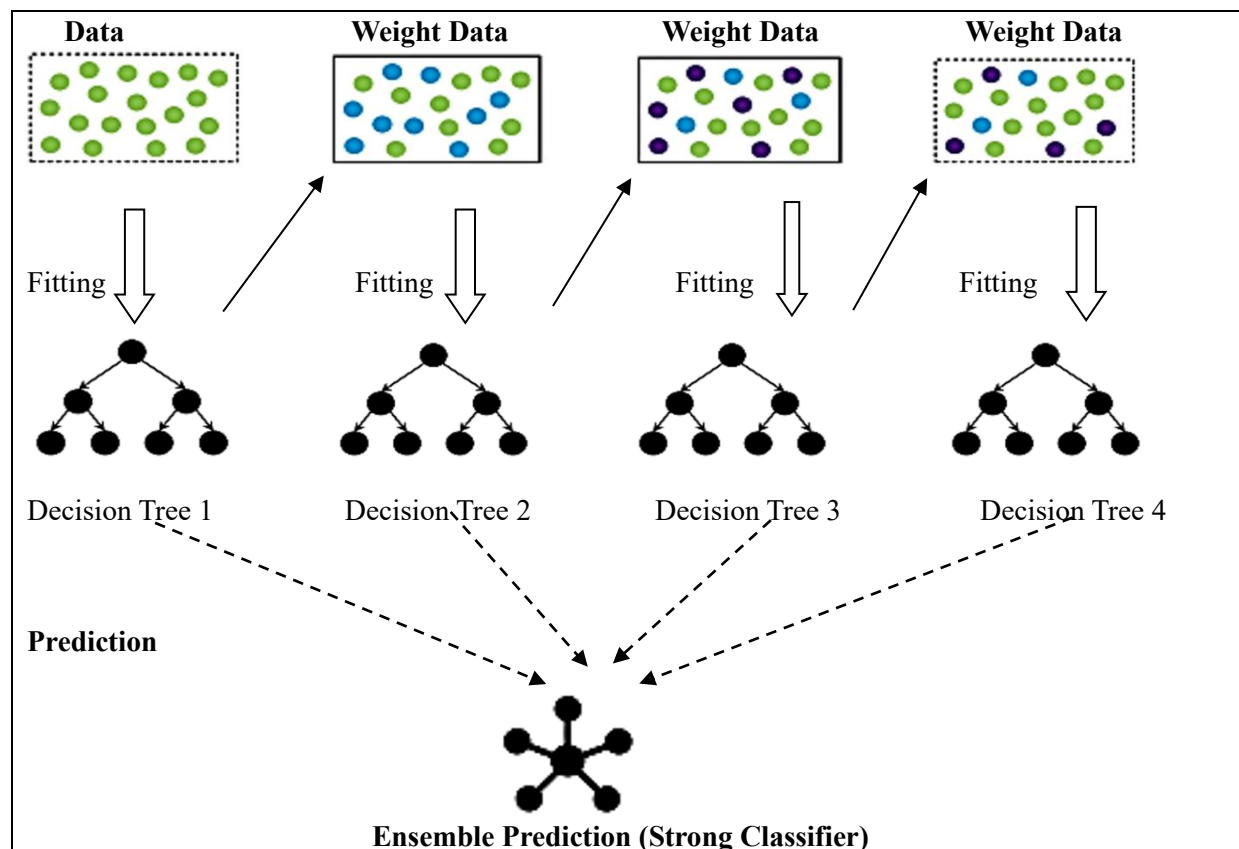 Data
Weight Data
Weight Data
Weight Data
Fitting
Fitting
Fitting
Fitting
Decision Tree 1
Decision Tree 2
Decision Tree 3
Decision Tree 4
Prediction
Ensemble Prediction (Strong Classifier)